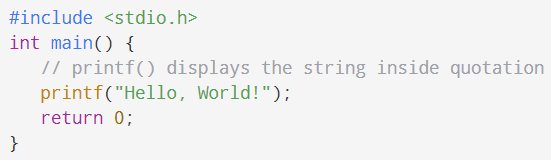 #include <stdio.h>
int main() {
// printf() displays the string inside quotation
printf("Hello, World!");
return 0;
}